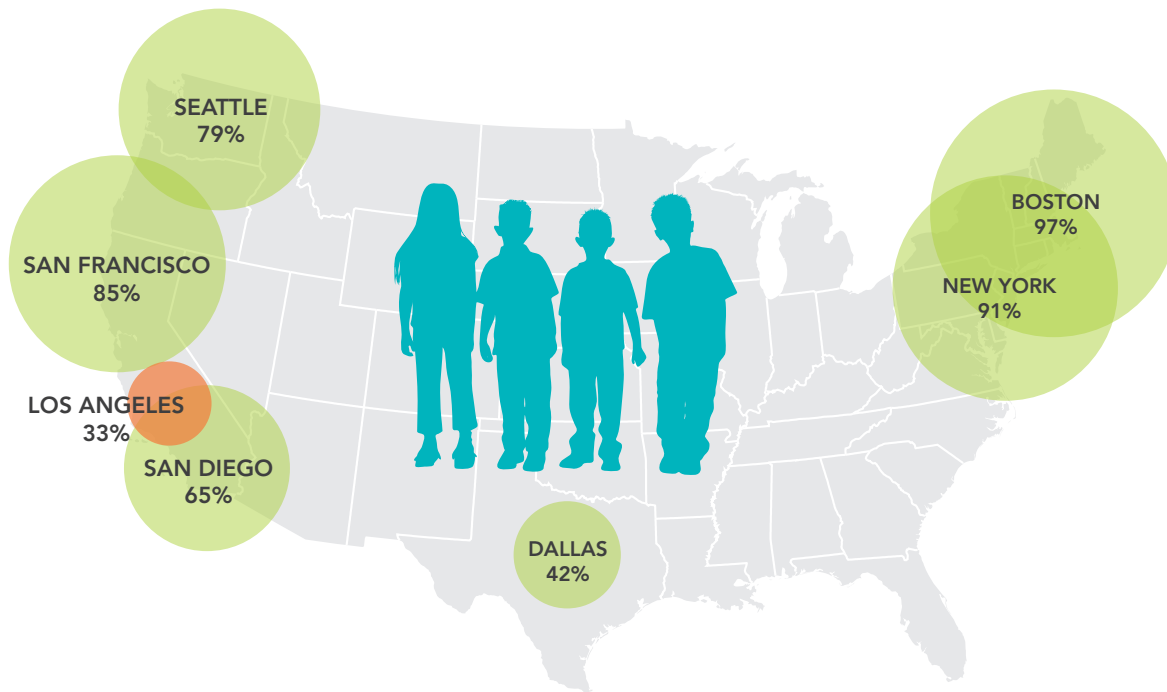 SEATTLE
79%
BOSTON
97%
SAN FRANCISCO
85%
NEW YORK
91%
LOS ANGELES
33%
SAN DIEGO
65%
DALLAS
42%